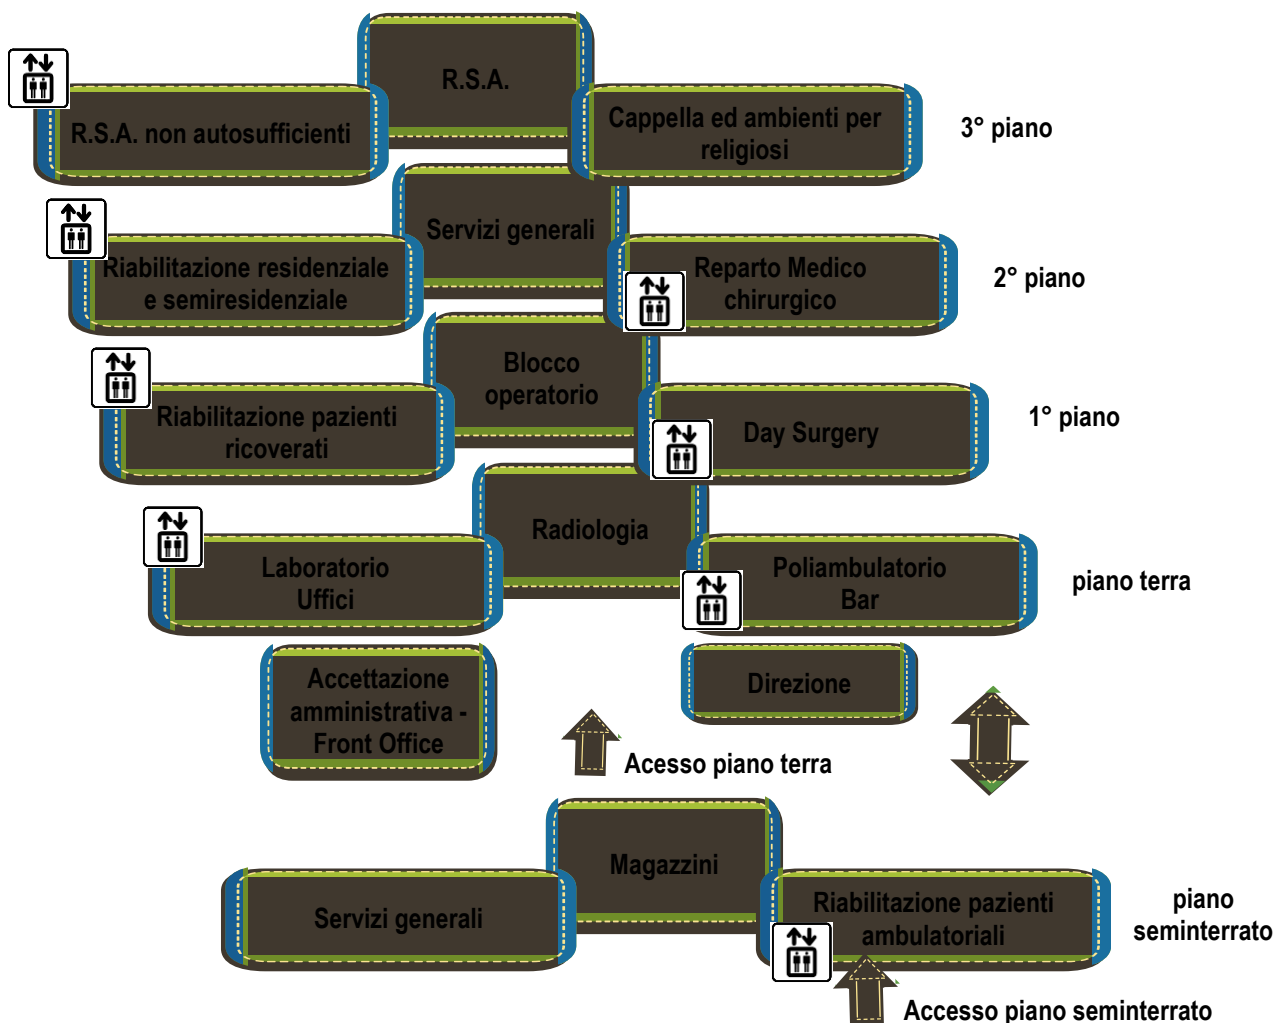 R.S.A.
R.S.A. non autosufficienti
Cappella ed ambienti per
religiosi
3° piano
Servizi generali
Riabilitazione residenziale
e semiresidenziale
Reparto Medico
chirurgico
2° piano
Blocco
operatorio
Riabilitazione pazienti
ricoverati
Day Surgery
1° piano
Radiologia
Laboratorio
Uffici
Poliambulatorio
Bar
piano terra
Accettazione
amministrativa -
Front Office
Direzione
Acesso piano terra
Magazzini
Servizi generali
Riabilitazione pazienti
ambulatoriali
piano
seminterrato
Accesso piano seminterrato